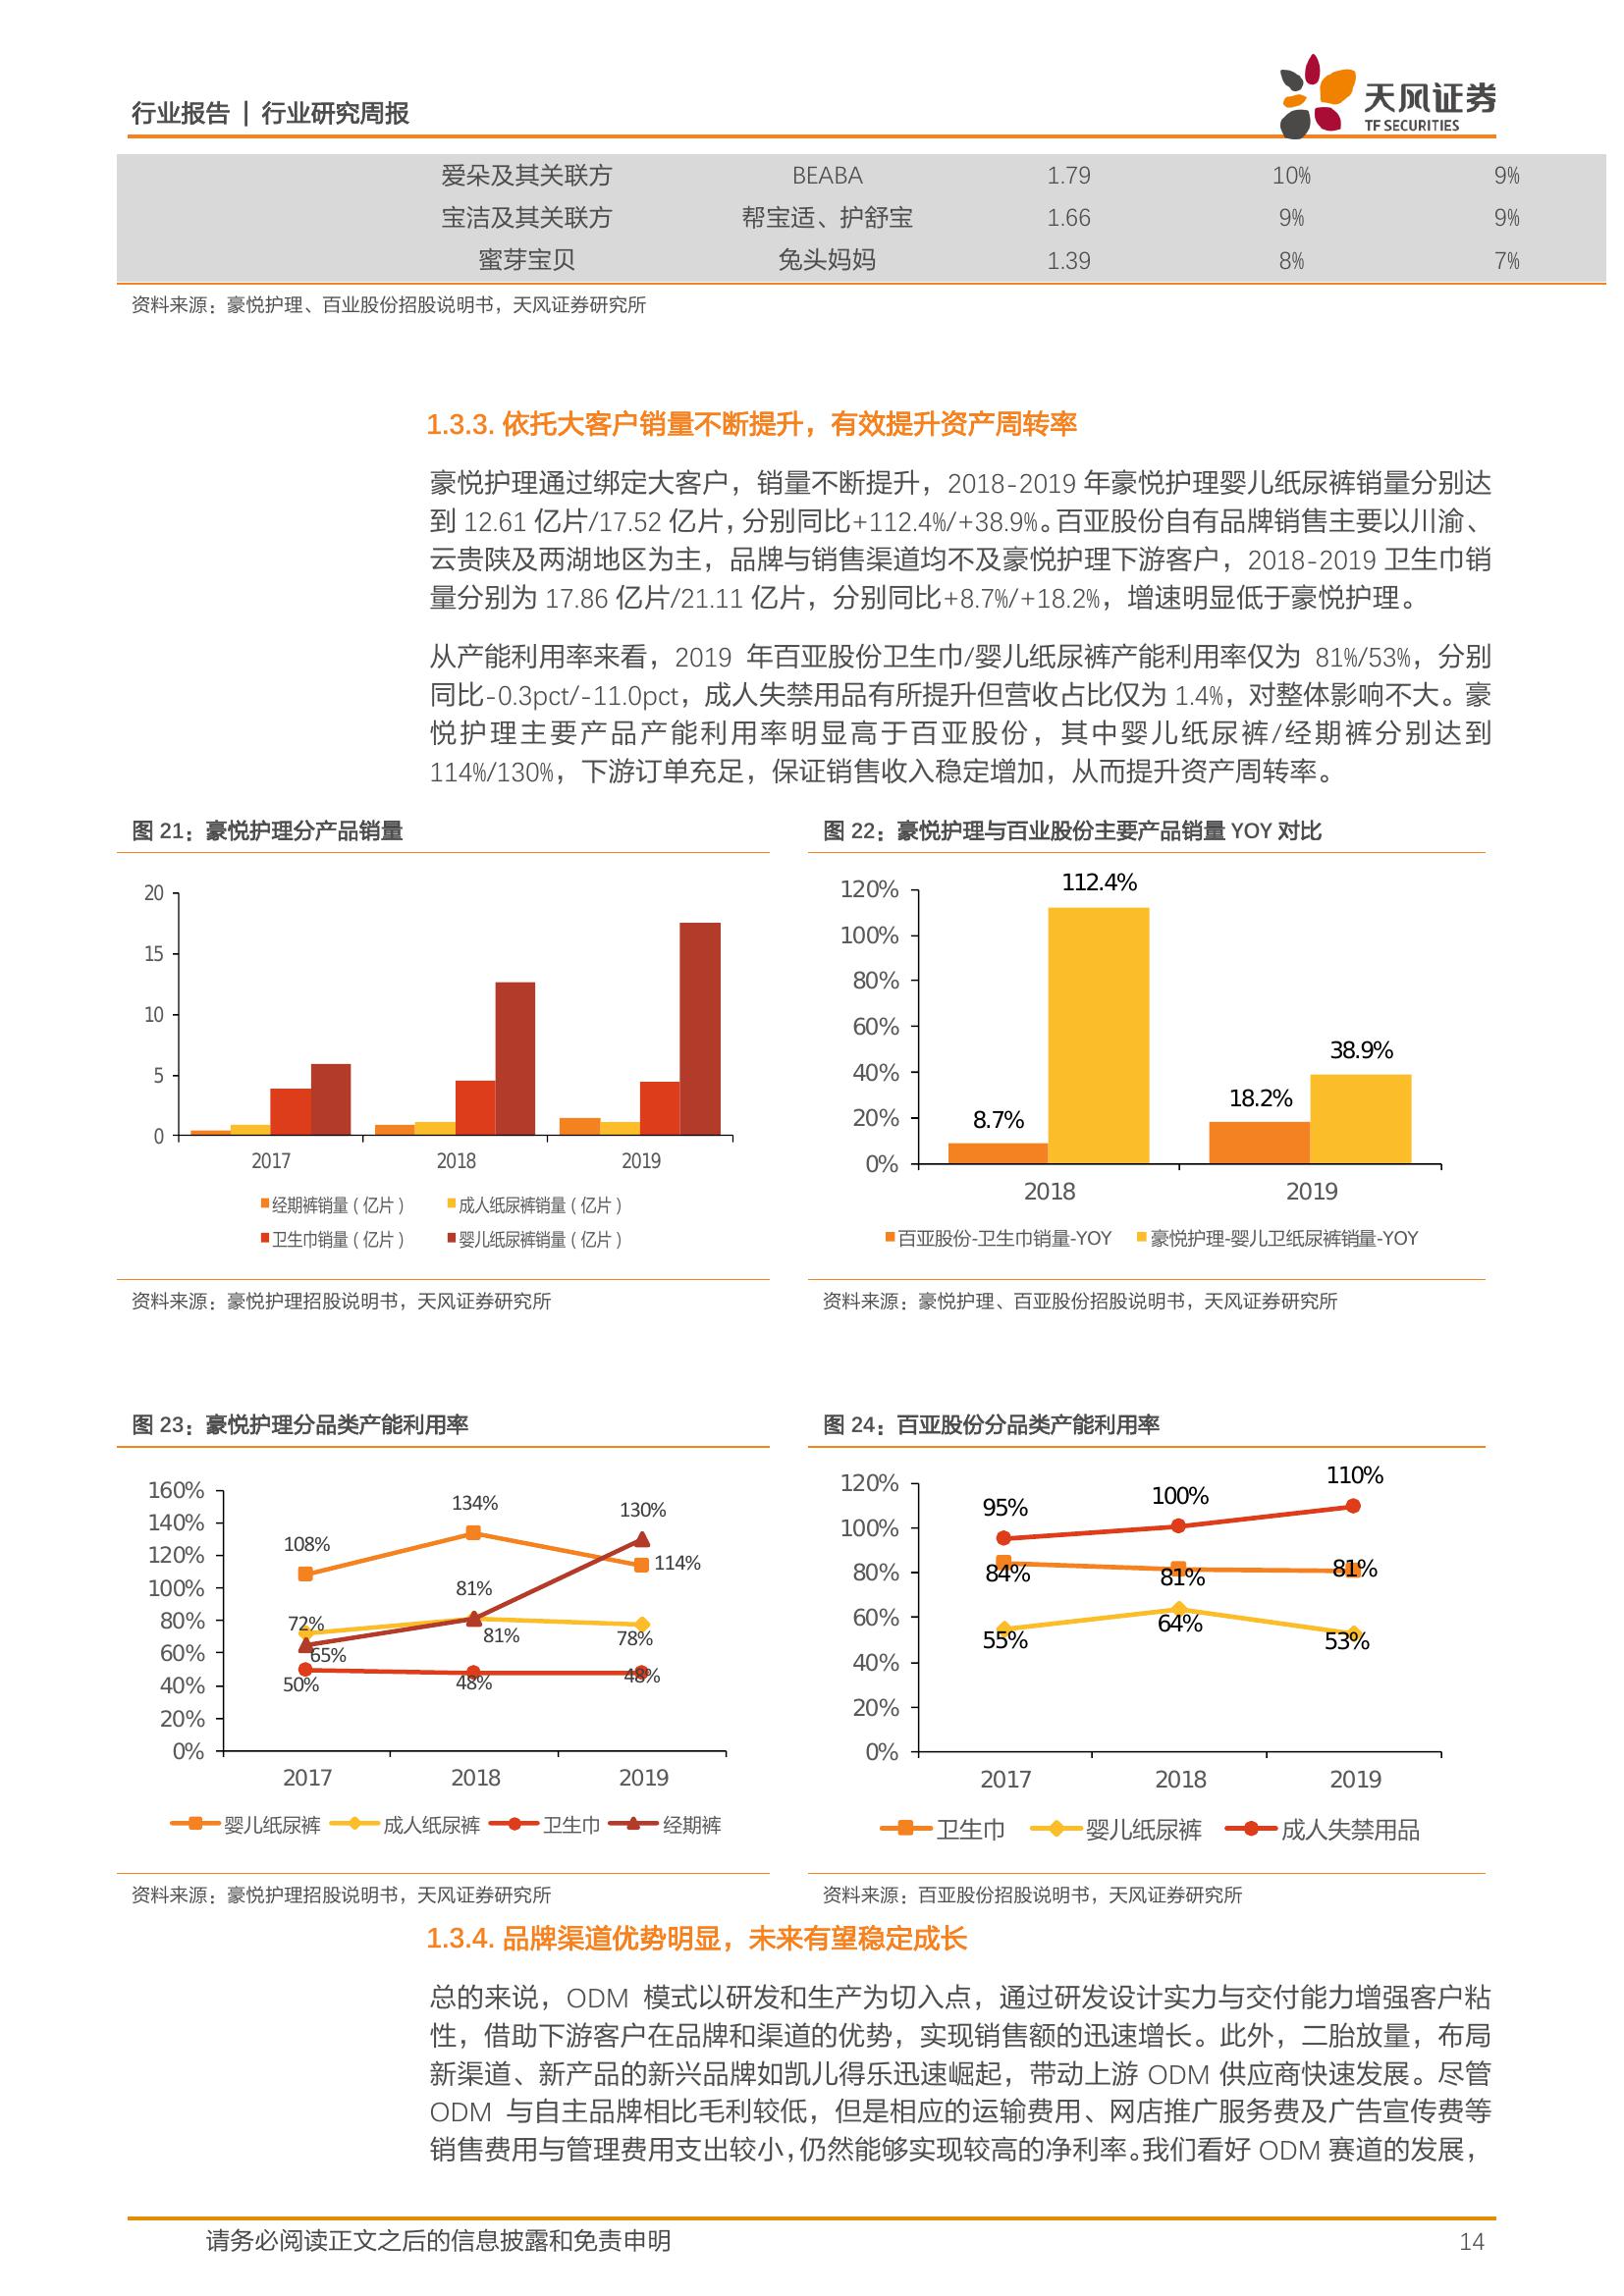 行业报告 | 行业研究周报
天风证券
TF SECURITIES
爱朵及其关联方 BEABA 1.79 10% 9%
宝洁及其关联方 帮宝适、护舒宝 1.66 9% 9%
蜜芽宝贝 兔头妈妈 1.39 8% 7%
资料来源：豪悦护理、百业股份招股说明书，天风证券研究所
1.3.3. 依托大客户销量不断提升，有效提升资产周转率
豪悦护理通过绑定大客户，销量不断提升，2018-2019 年豪悦护理婴儿纸尿裤销量分别达
到 12.61 亿片/17.52 亿片，分别同比+112.4%/+38.9%。百亚股份自有品牌销售主要以川渝、
云贵陕及两湖地区为主，品牌与销售渠道均不及豪悦护理下游客户，2018-2019 卫生巾销
量分别为 17.86 亿片/21.11 亿片，分别同比+8.7%/+18.2%，增速明显低于豪悦护理。
从产能利用率来看，2019 年百亚股份卫生巾/婴儿纸尿裤产能利用率仅为 81%/53%，分别
同比-0.3pct/-11.0pct，成人失禁用品有所提升但营收占比仅为 1.4%，对整体影响不大。豪
悦护理主要产品产能利用率明显高于百亚股份，其中婴儿纸尿裤/经期裤分别达到
114%/130%，下游订单充足，保证销售收入稳定增加，从而提升资产周转率。
图 21：豪悦护理分产品销量
20
15
10
5
0
2017 2018 2019
经期裤销量（亿片） 成人纸尿裤销量（亿片）
卫生巾销量（亿片） 婴儿纸尿裤销量（亿片）
资料来源：豪悦护理招股说明书，天风证券研究所
图 22：豪悦护理与百业股份主要产品销量 YOY 对比
120%
100%
80%
60%
40%
20%
0%
8.7% 112.4% 18.2% 38.9%
2018 2019
百亚股份-卫生巾销量-YOY 豪悦护理-婴儿卫纸尿裤销量-YOY
资料来源：豪悦护理、百亚股份招股说明书，天风证券研究所
图 23：豪悦护理分品类产能利用率
160%
140%
120%
100%
80%
60%
40%
20%
0%
108% 134% 114%
72% 81% 78%
65% 81% 130%
50% 48% 48%
2017 2018 2019
婴儿纸尿裤 成人纸尿裤 卫生巾 经期裤
资料来源：豪悦护理招股说明书，天风证券研究所
图 24：百亚股份分品类产能利用率
120%
100%
80%
60%
40%
20%
0%
95% 100% 110%
84% 81% 81%
55% 64% 53%
2017 2018 2019
卫生巾 婴儿纸尿裤 成人失禁用品
资料来源：百亚股份招股说明书，天风证券研究所
1.3.4. 品牌渠道优势明显，未来有望稳定成长
总的来说，ODM 模式以研发和生产为切入点，通过研发设计实力与交付能力增强客户粘
性，借助下游客户在品牌和渠道的优势，实现销售额的迅速增长。此外，二胎放量，布局
新渠道、新产品的新兴品牌如凯儿得乐迅速崛起，带动上游 ODM 供应商快速发展。尽管
ODM 与自主品牌相比毛利较低，但是相应的运输费用、网店推广服务费及广告宣传费等
销售费用与管理费用支出较小，仍然能够实现较高的净利率。我们看好 ODM 赛道的发展，
请务必阅读正文之后的信息披露和免责申明 14